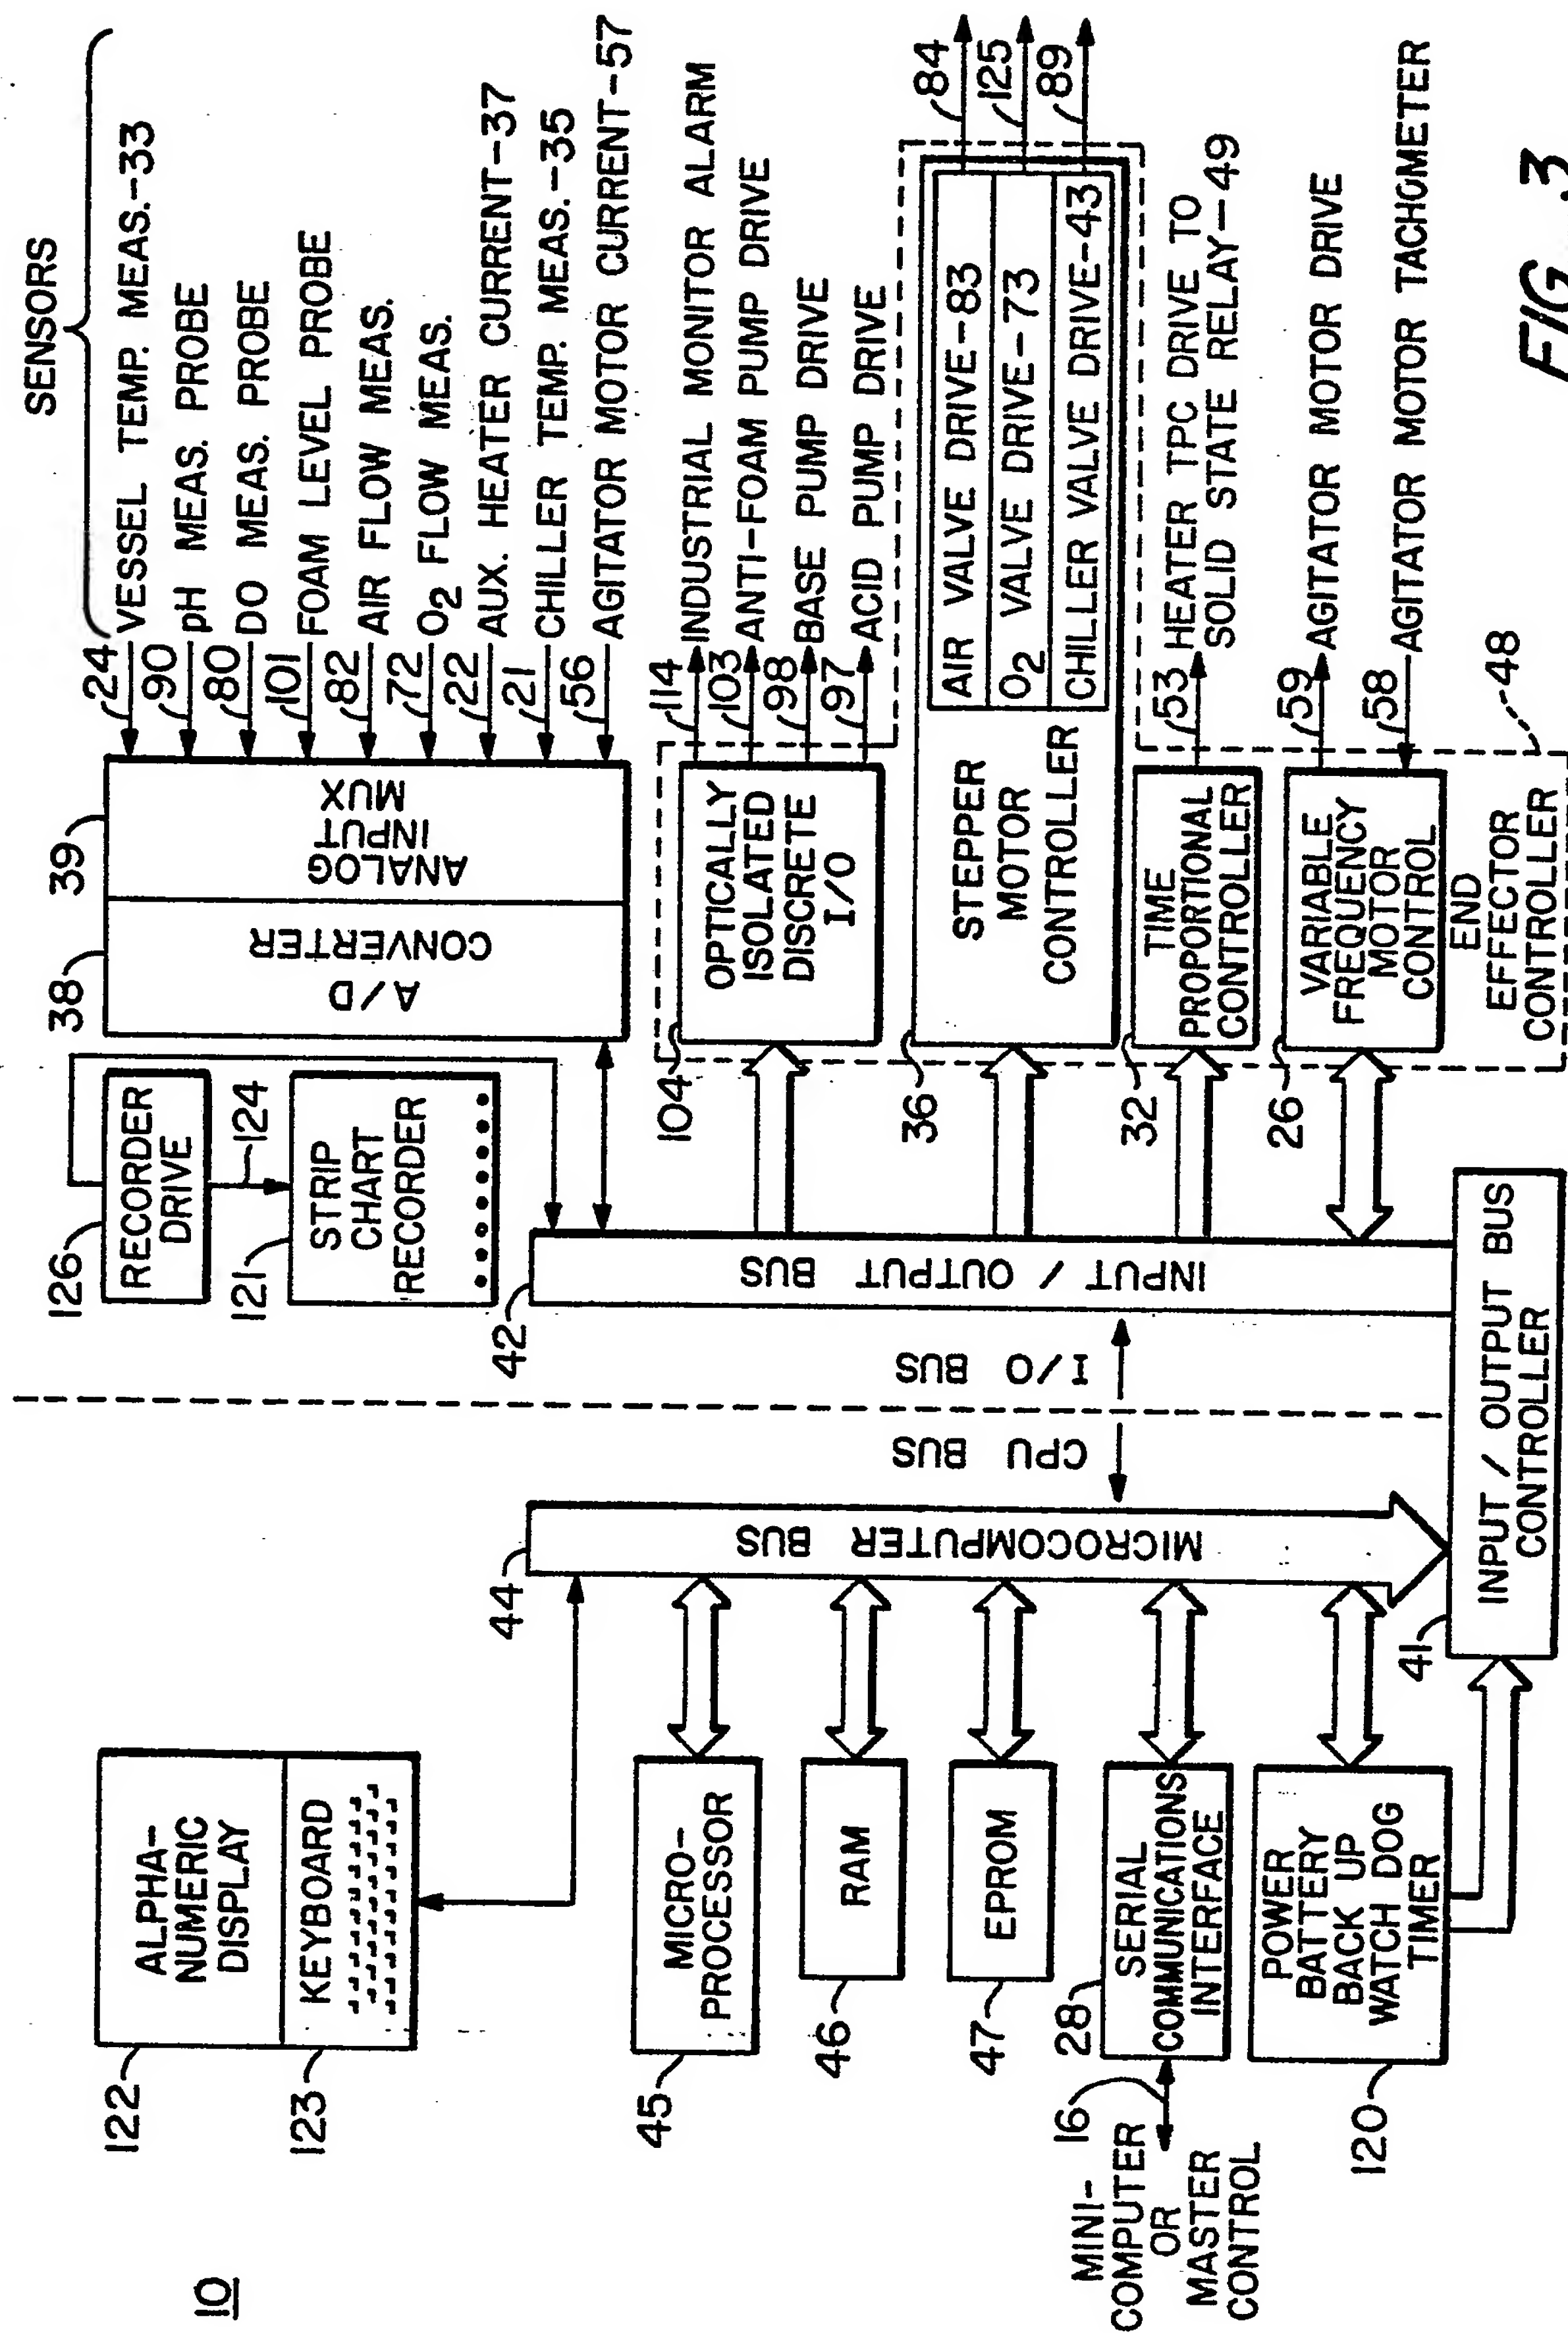 10
SENSORS
122
ALPHA-
NUMERIC
DISPLAY
123
KEYBOARD
126
RECORDER
DRIVE
124
121
STRIP
CHART
RECORDER
38
A/D
CONVERTER
39
ANALOG
INPUT
MUX
24
VESSEL TEMP. MEAS.-33
90
pH MEAS. PROBE
80
DO MEAS. PROBE
101
FOAM LEVEL PROBE
82
AIR FLOW MEAS.
72
O2 FLOW MEAS.
22
AUX. HEATER CURRENT-37
21
CHILLER TEMP. MEAS.-35
56
AGITATOR MOTOR CURRENT-57
44
MICROCOMPUTER BUS
CPU BUS
I/O BUS
42
INPUT / OUTPUT BUS
45
MICRO-
PROCESSOR
46
RAM
47
EPROM
28
SERIAL
COMMUNICATIONS
INTERFACE
16
MINI-
COMPUTER
OR
MASTER
CONTROL
120
POWER
BATTERY
BACK UP
WATCH DOG
TIMER
41
INPUT / OUTPUT BUS
CONTROLLER
104
OPTICALLY
ISOLATED
DISCRETE
I/O
114
INDUSTRIAL MONITOR ALARM
103
ANTI-FOAM PUMP DRIVE
98
BASE PUMP DRIVE
97
ACID PUMP DRIVE
36
STEPPER
MOTOR
CONTROLLER
AIR VALVE DRIVE-83
O2 VALVE DRIVE-73
CHILLER VALVE DRIVE-43
84
125
89
32
TIME
PROPORTIONAL
CONTROLLER
53
HEATER TPC DRIVE TO
SOLID STATE RELAY-49
26
VARIABLE
FREQUENCY
MOTOR
CONTROL
59
AGITATOR MOTOR DRIVE
58
AGITATOR MOTOR TACHOMETER
END
EFFECTOR
CONTROLLER
48
FIG. 3